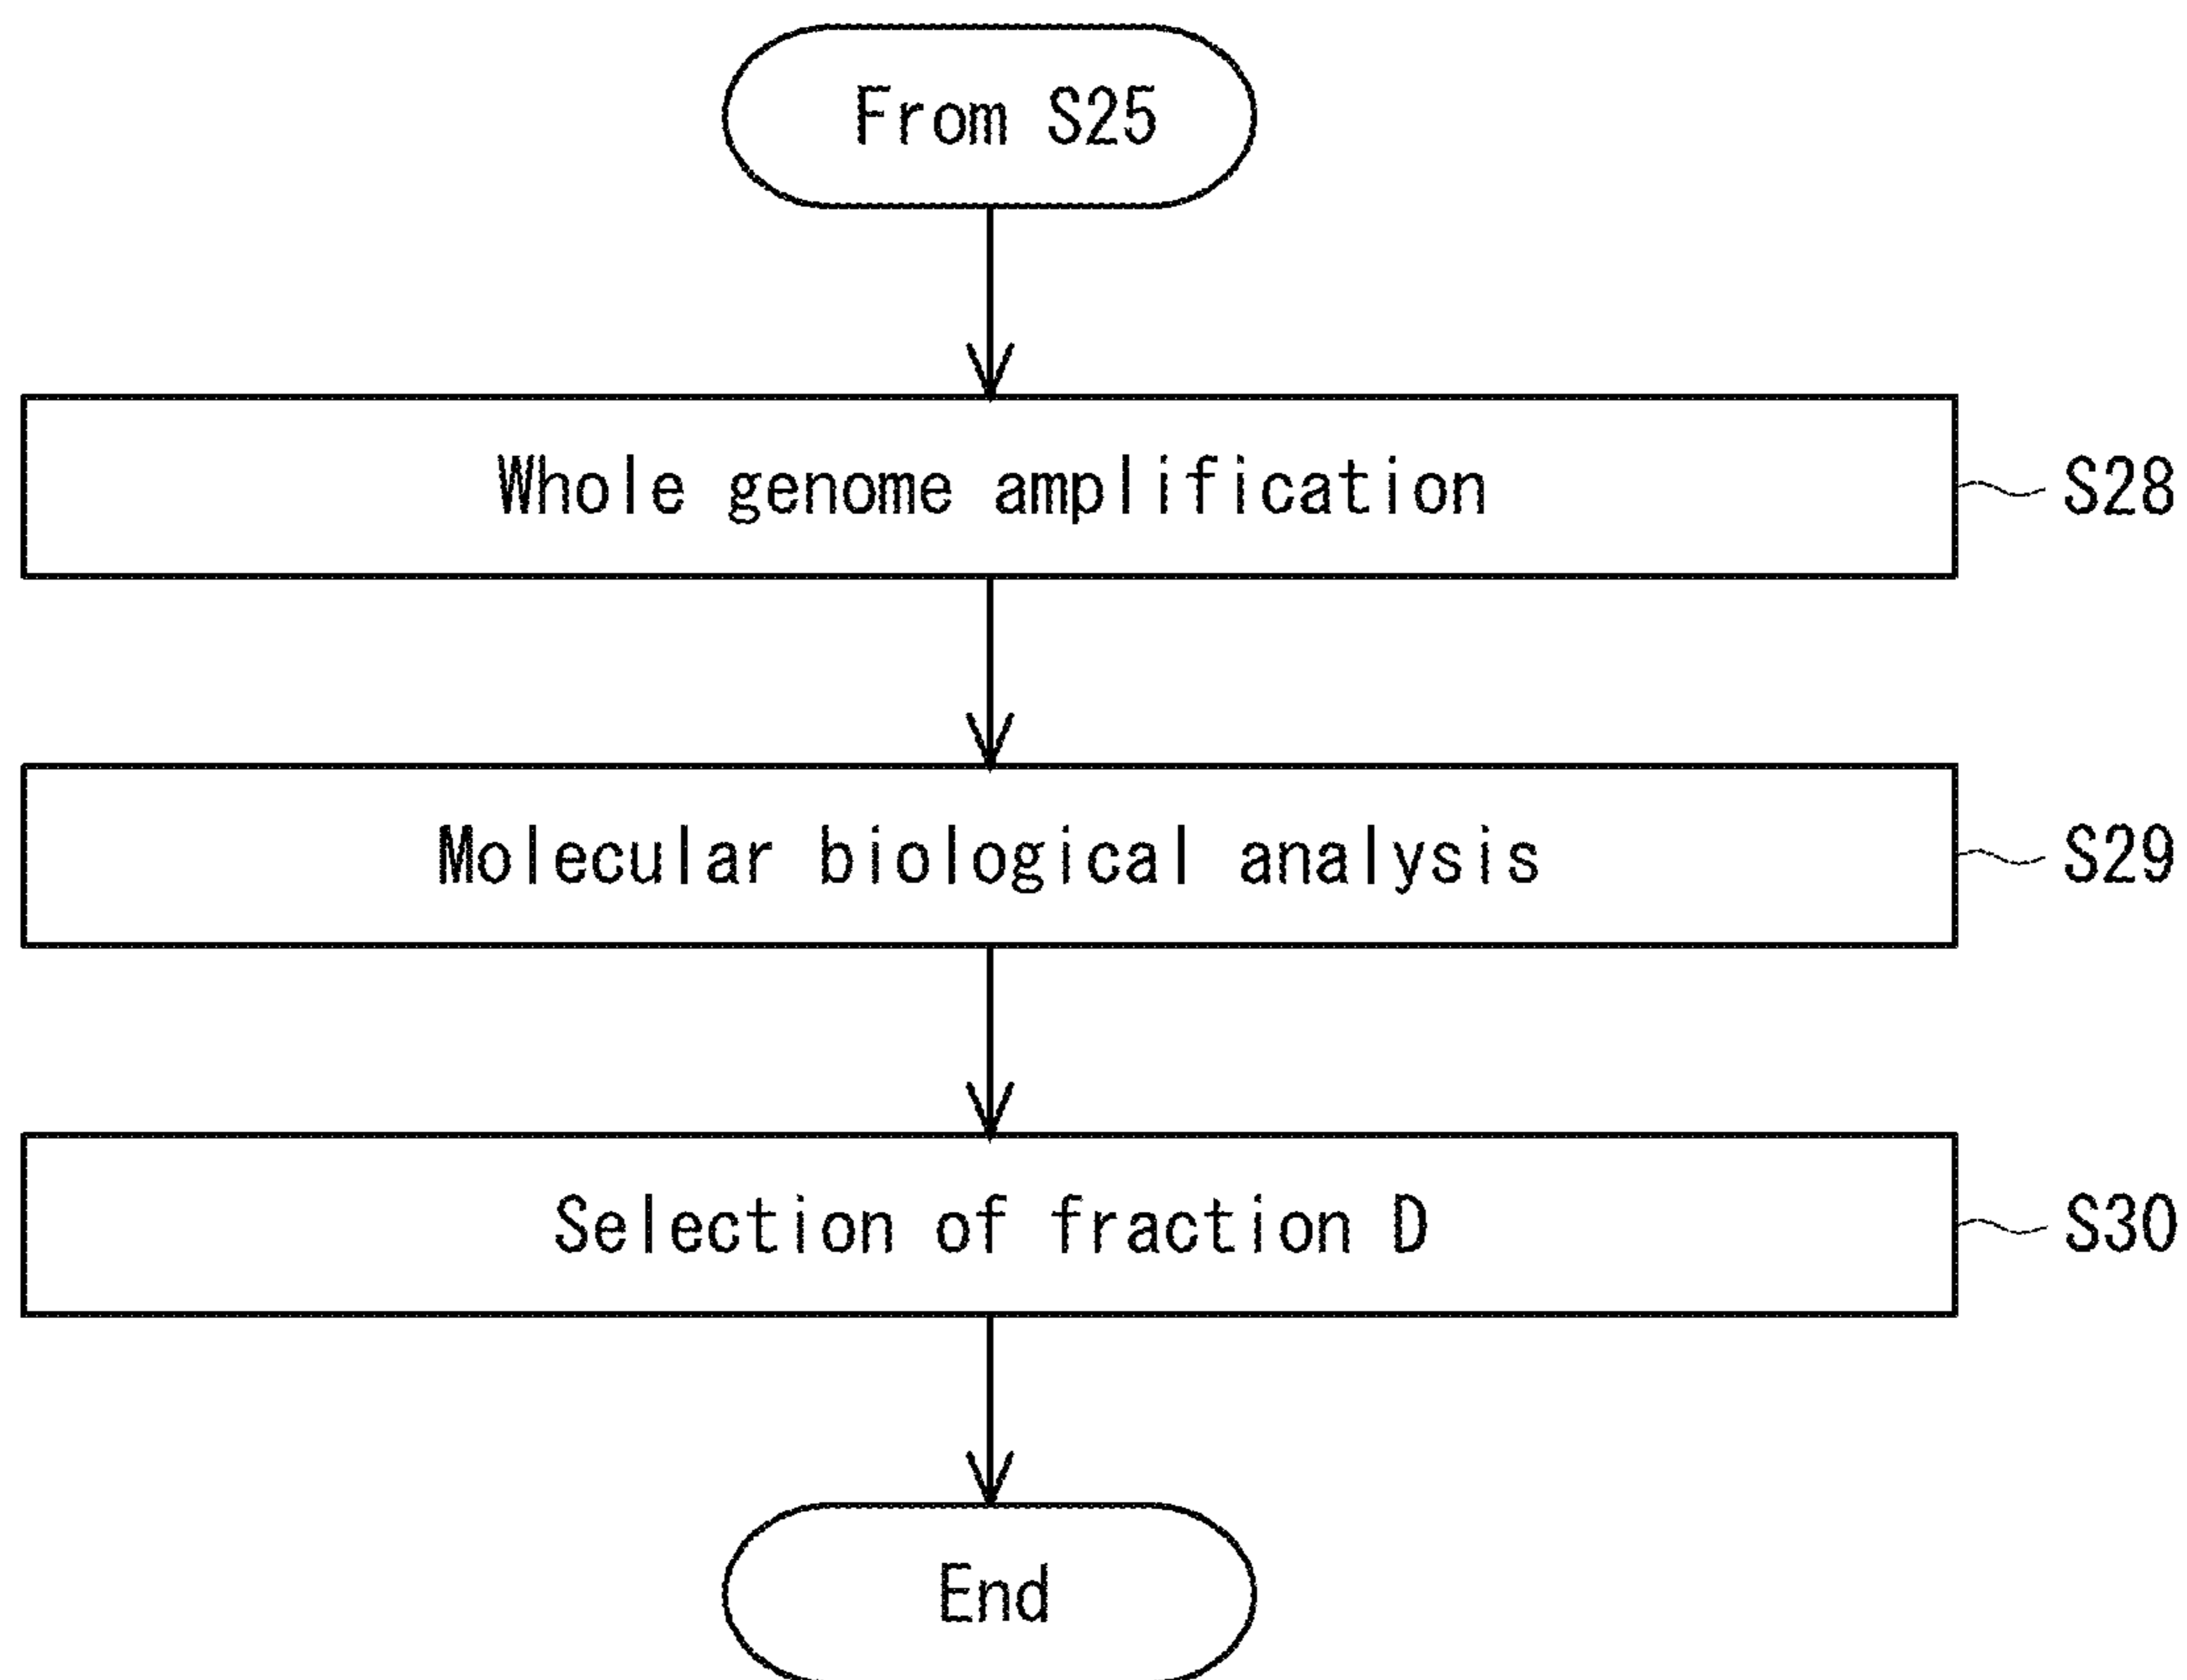 From S25
Whole genome amplification
S28
Molecular biological analysis
S29
Selection of fraction D
S30
End